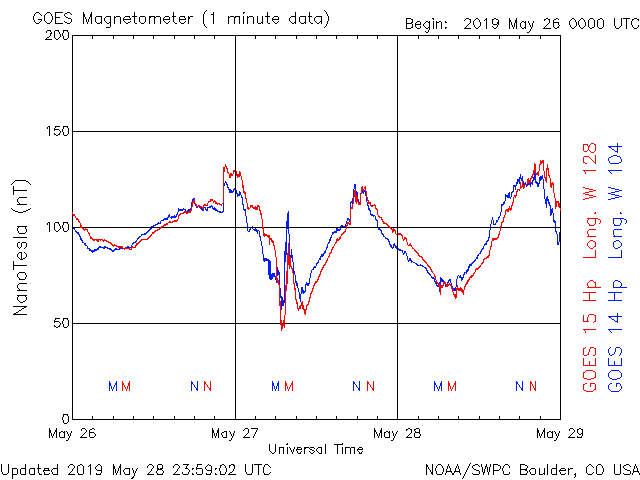 GOES Magnetometer (1 minute data)
Begin: 2019 May 26 0000 UTC
200
150
100
50
0
NanoTesla (nT)
M M N N M M N N M M N N
May 26 May 27 May 28 May 29
Universal Time
GOES 15 Hp Long. W 128
GOES 14 Hp Long. W 104
Updated 2019 May 28 23:59:02 UTC
NOAA/SWPC Boulder, CO USA